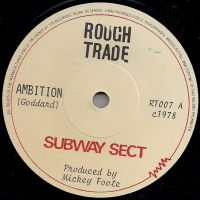 ROUGH
TRADE
AMBITION
(Goddard)
RT007 A
c1978
SUBWAY SECT
Produced by
Mickey Foote